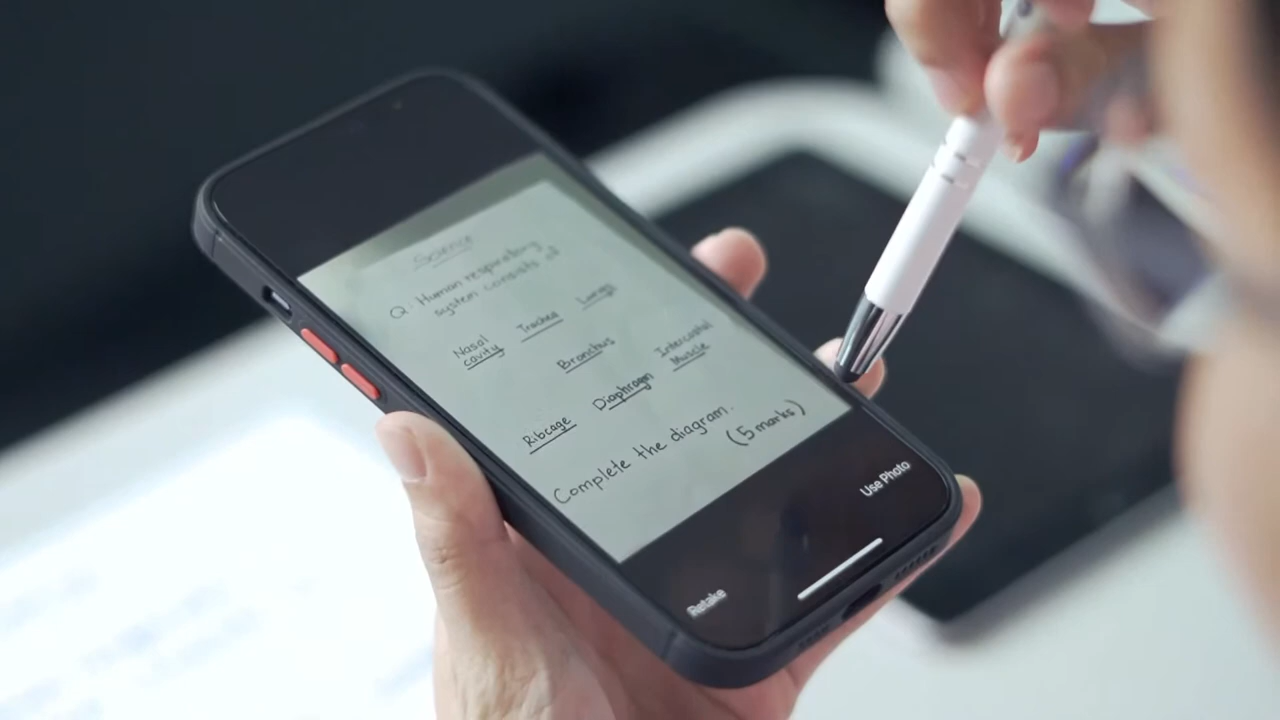 Science
Q. Human respiratory
system consists of
Nasal cavity Trachea Lungs
Bronchus Intercostal Muscle
Ribcage Diaphragm
Complete the diagram.
(5 marks)
Retake Use Photo